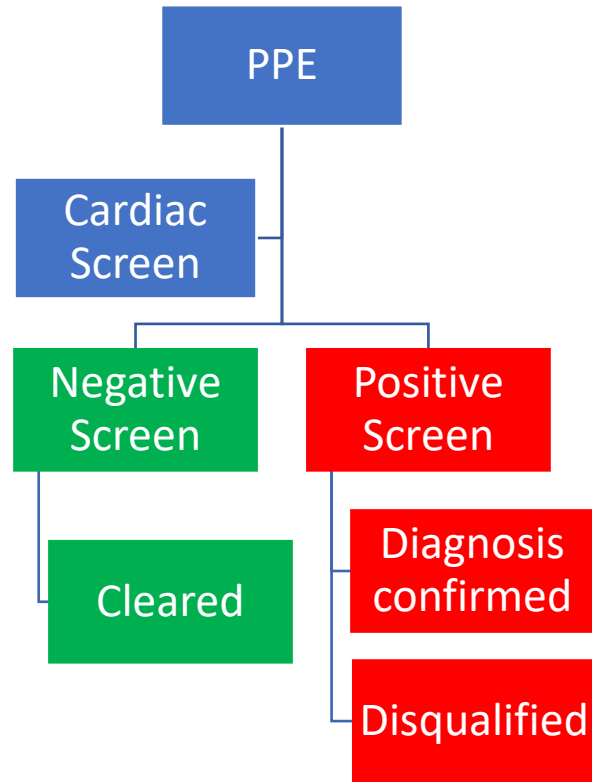 PPE
Cardiac
Screen
Negative
Screen
Positive
Screen
Cleared
Diagnosis
confirmed
Disqualified